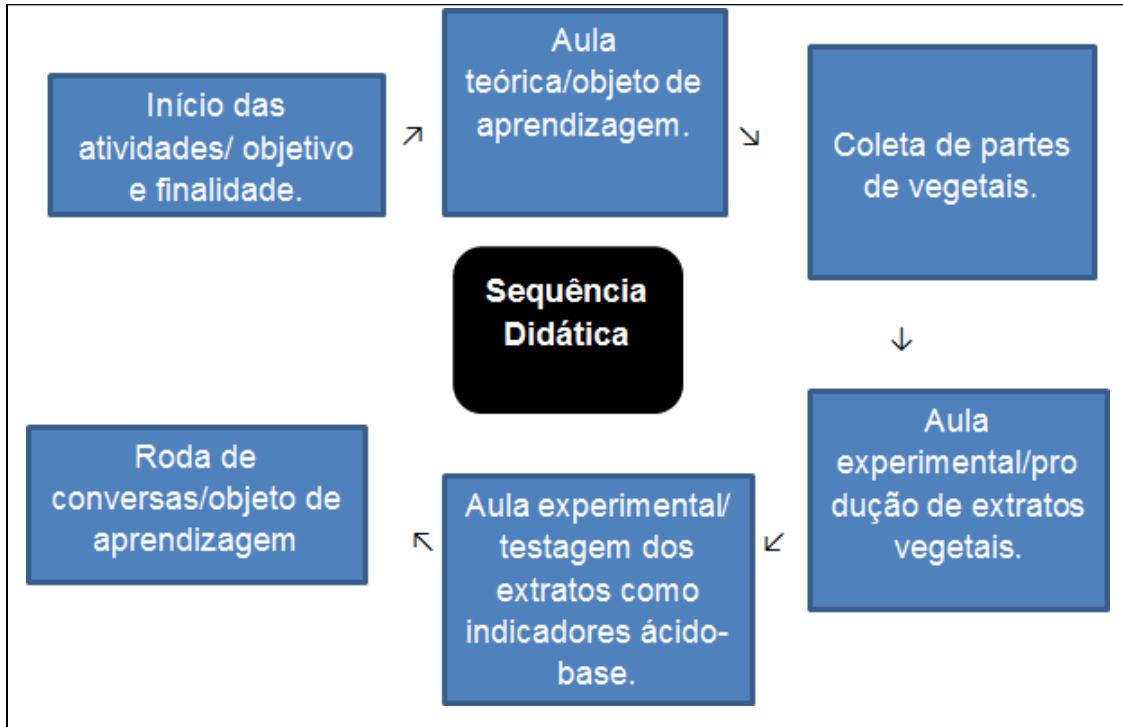 Início das
atividades/ objetivo
e finalidade.
Aula
teórica/objeto de
aprendizagem.
Coleta de partes
de vegetais.
Sequência
Didática
Aula
experimental/pro
dução de extratos
vegetais.
Aula experimental/
testagem dos
extratos como
indicadores ácido-
base.
Roda de
conversas/objeto de
aprendizagem